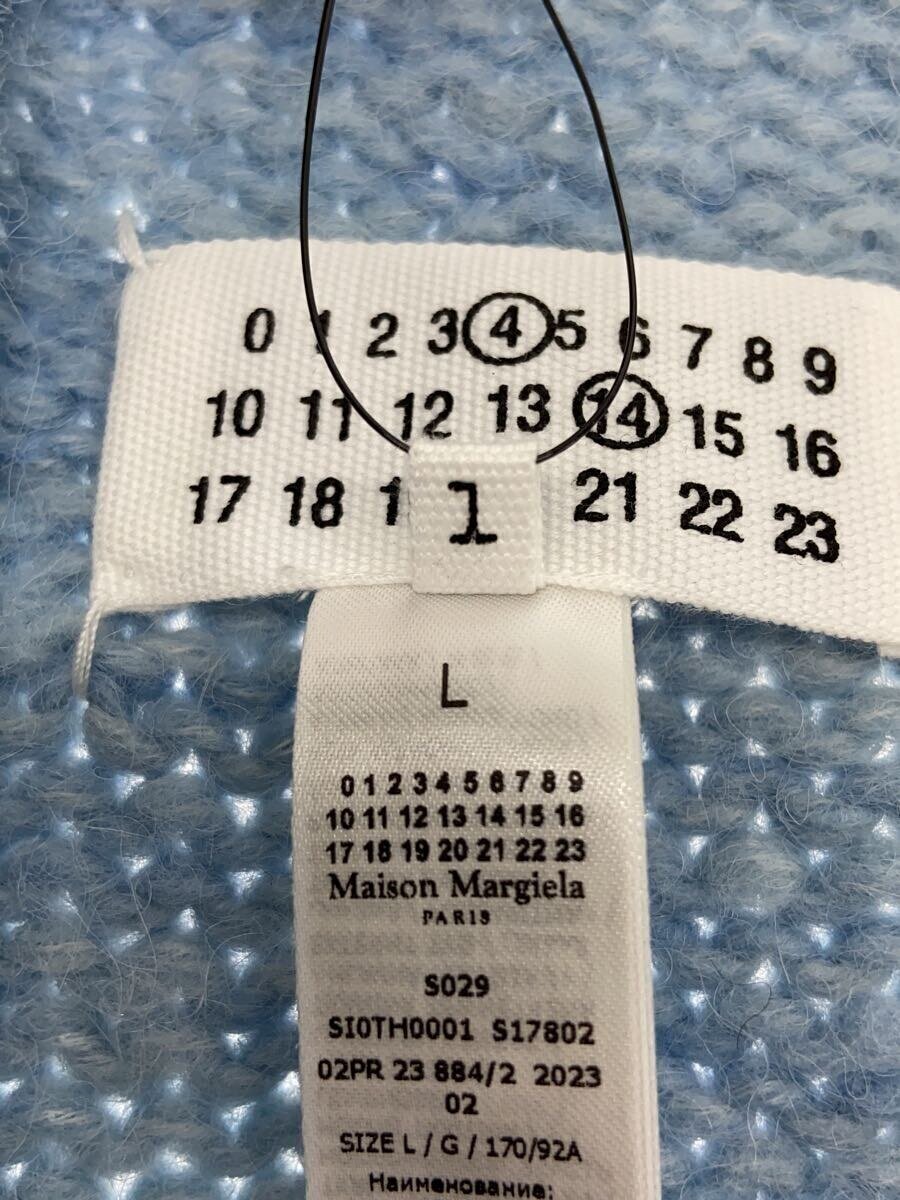 0 1 2 3 4 5 6 7 8 9
10 11 12 13 14 15 16
17 18 21 22 23
1
L
0 1 2 3 4 5 6 7 8 9
10 11 12 13 14 15 16
17 18 19 20 21 22 23
Maison Margiela
PARIS
S029
SI0TH0001 S17802
02PR 23 884/2 2023
02
SIZE L / G / 170/92A
Наименование: